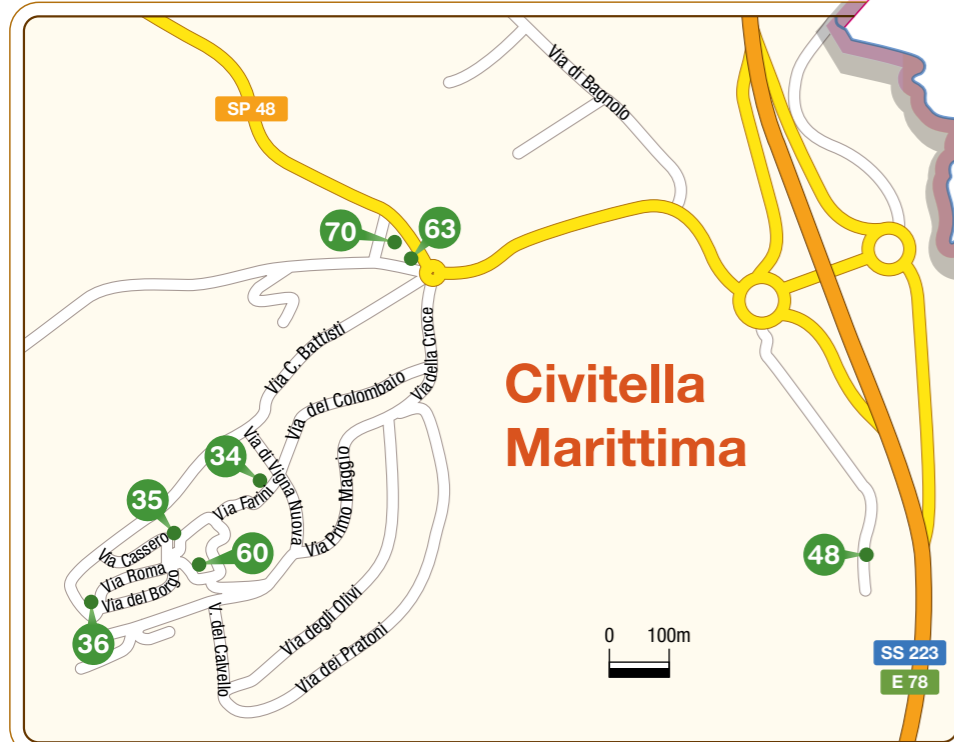 Via di Bagnolo
SP 48
70
63
Via C. Battisti
Via della Croce
Via del Colombaio
Civitella
Marittima
34
Via di Vigna Nuova
Via Farini
Via Primo Maggio
35
Via Cassero
60
Via Roma
Via del Borgo
36
V. del Calvello
Via degli Olivi
Via dei Pratoni
48
0 100m
SS 223
E 78